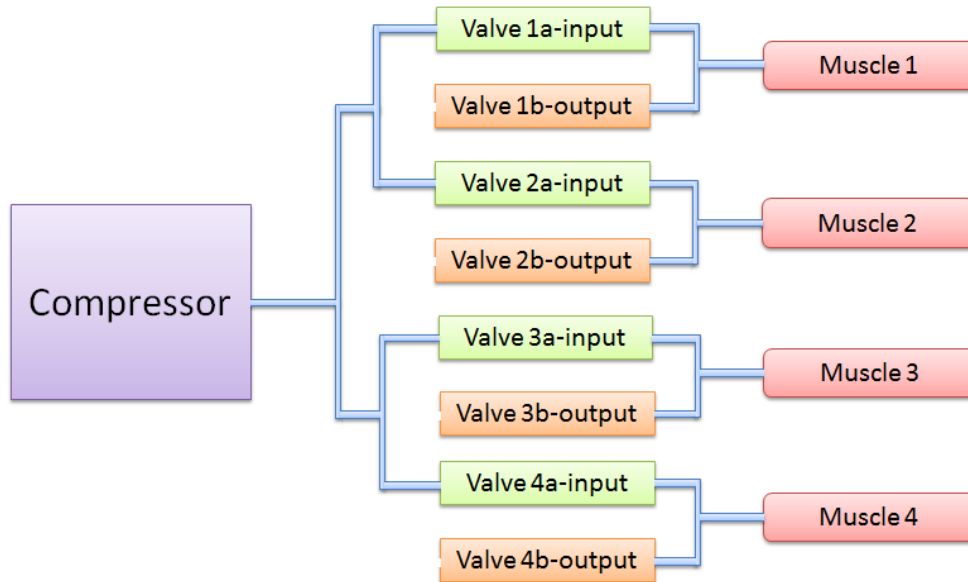 Valve 1a-input
Muscle 1
Valve 1b-output
Valve 2a-input
Muscle 2
Valve 2b-output
Compressor
Valve 3a-input
Muscle 3
Valve 3b-output
Valve 4a-input
Muscle 4
Valve 4b-output